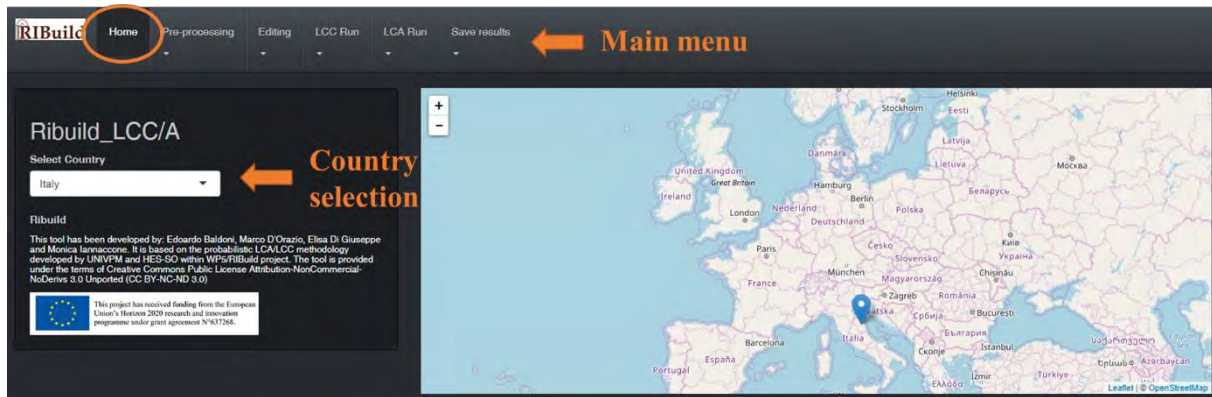 RIBuild
Home
Pre-processing
Editing
LCC Run
LCA Run
Save results
Main menu
Ribuild_LCC/A
Select Country
Italy
Country
selection
Ribuild
This tool has been developed by: Edoardo Baldoni, Marco D'Orazio, Elisa Di Giuseppe
and Monica Iannaccone. It is based on the probabilistic LCA/LCC methodology
developed by UNIVPM and HES-SO within WP5/RIBuild project. The tool is provided
under the terms of Creative Commons Public License Attribution-NonCommercial-
NoDerivs 3.0 Unported (CC BY-NC-ND 3.0)
This project has received funding from the European
Union's Horizon 2020 research and innovation
programme under grant agreement N°637268.
+
−
Helsinki
Stockholm
Eesti
Latvija
Danmark
Lietuva
Москва
United Kingdom
Great Britain
Hamburg
Беларусь
Ireland
Berlin
London
Nederland
Polska
Deutschland
Paris
Česko
Київ
Slovensko
Україна
München
Magyarország
Chișinău
France
Zagreb
România
Hrvatska
Србија
București
Barcelona
Italia
България
España
Скопје
Istanbul
საქართველო
Portugal
Azərbaycan
Ελλάδα
İzmir
Türkiye
Leaflet | © OpenStreetMap